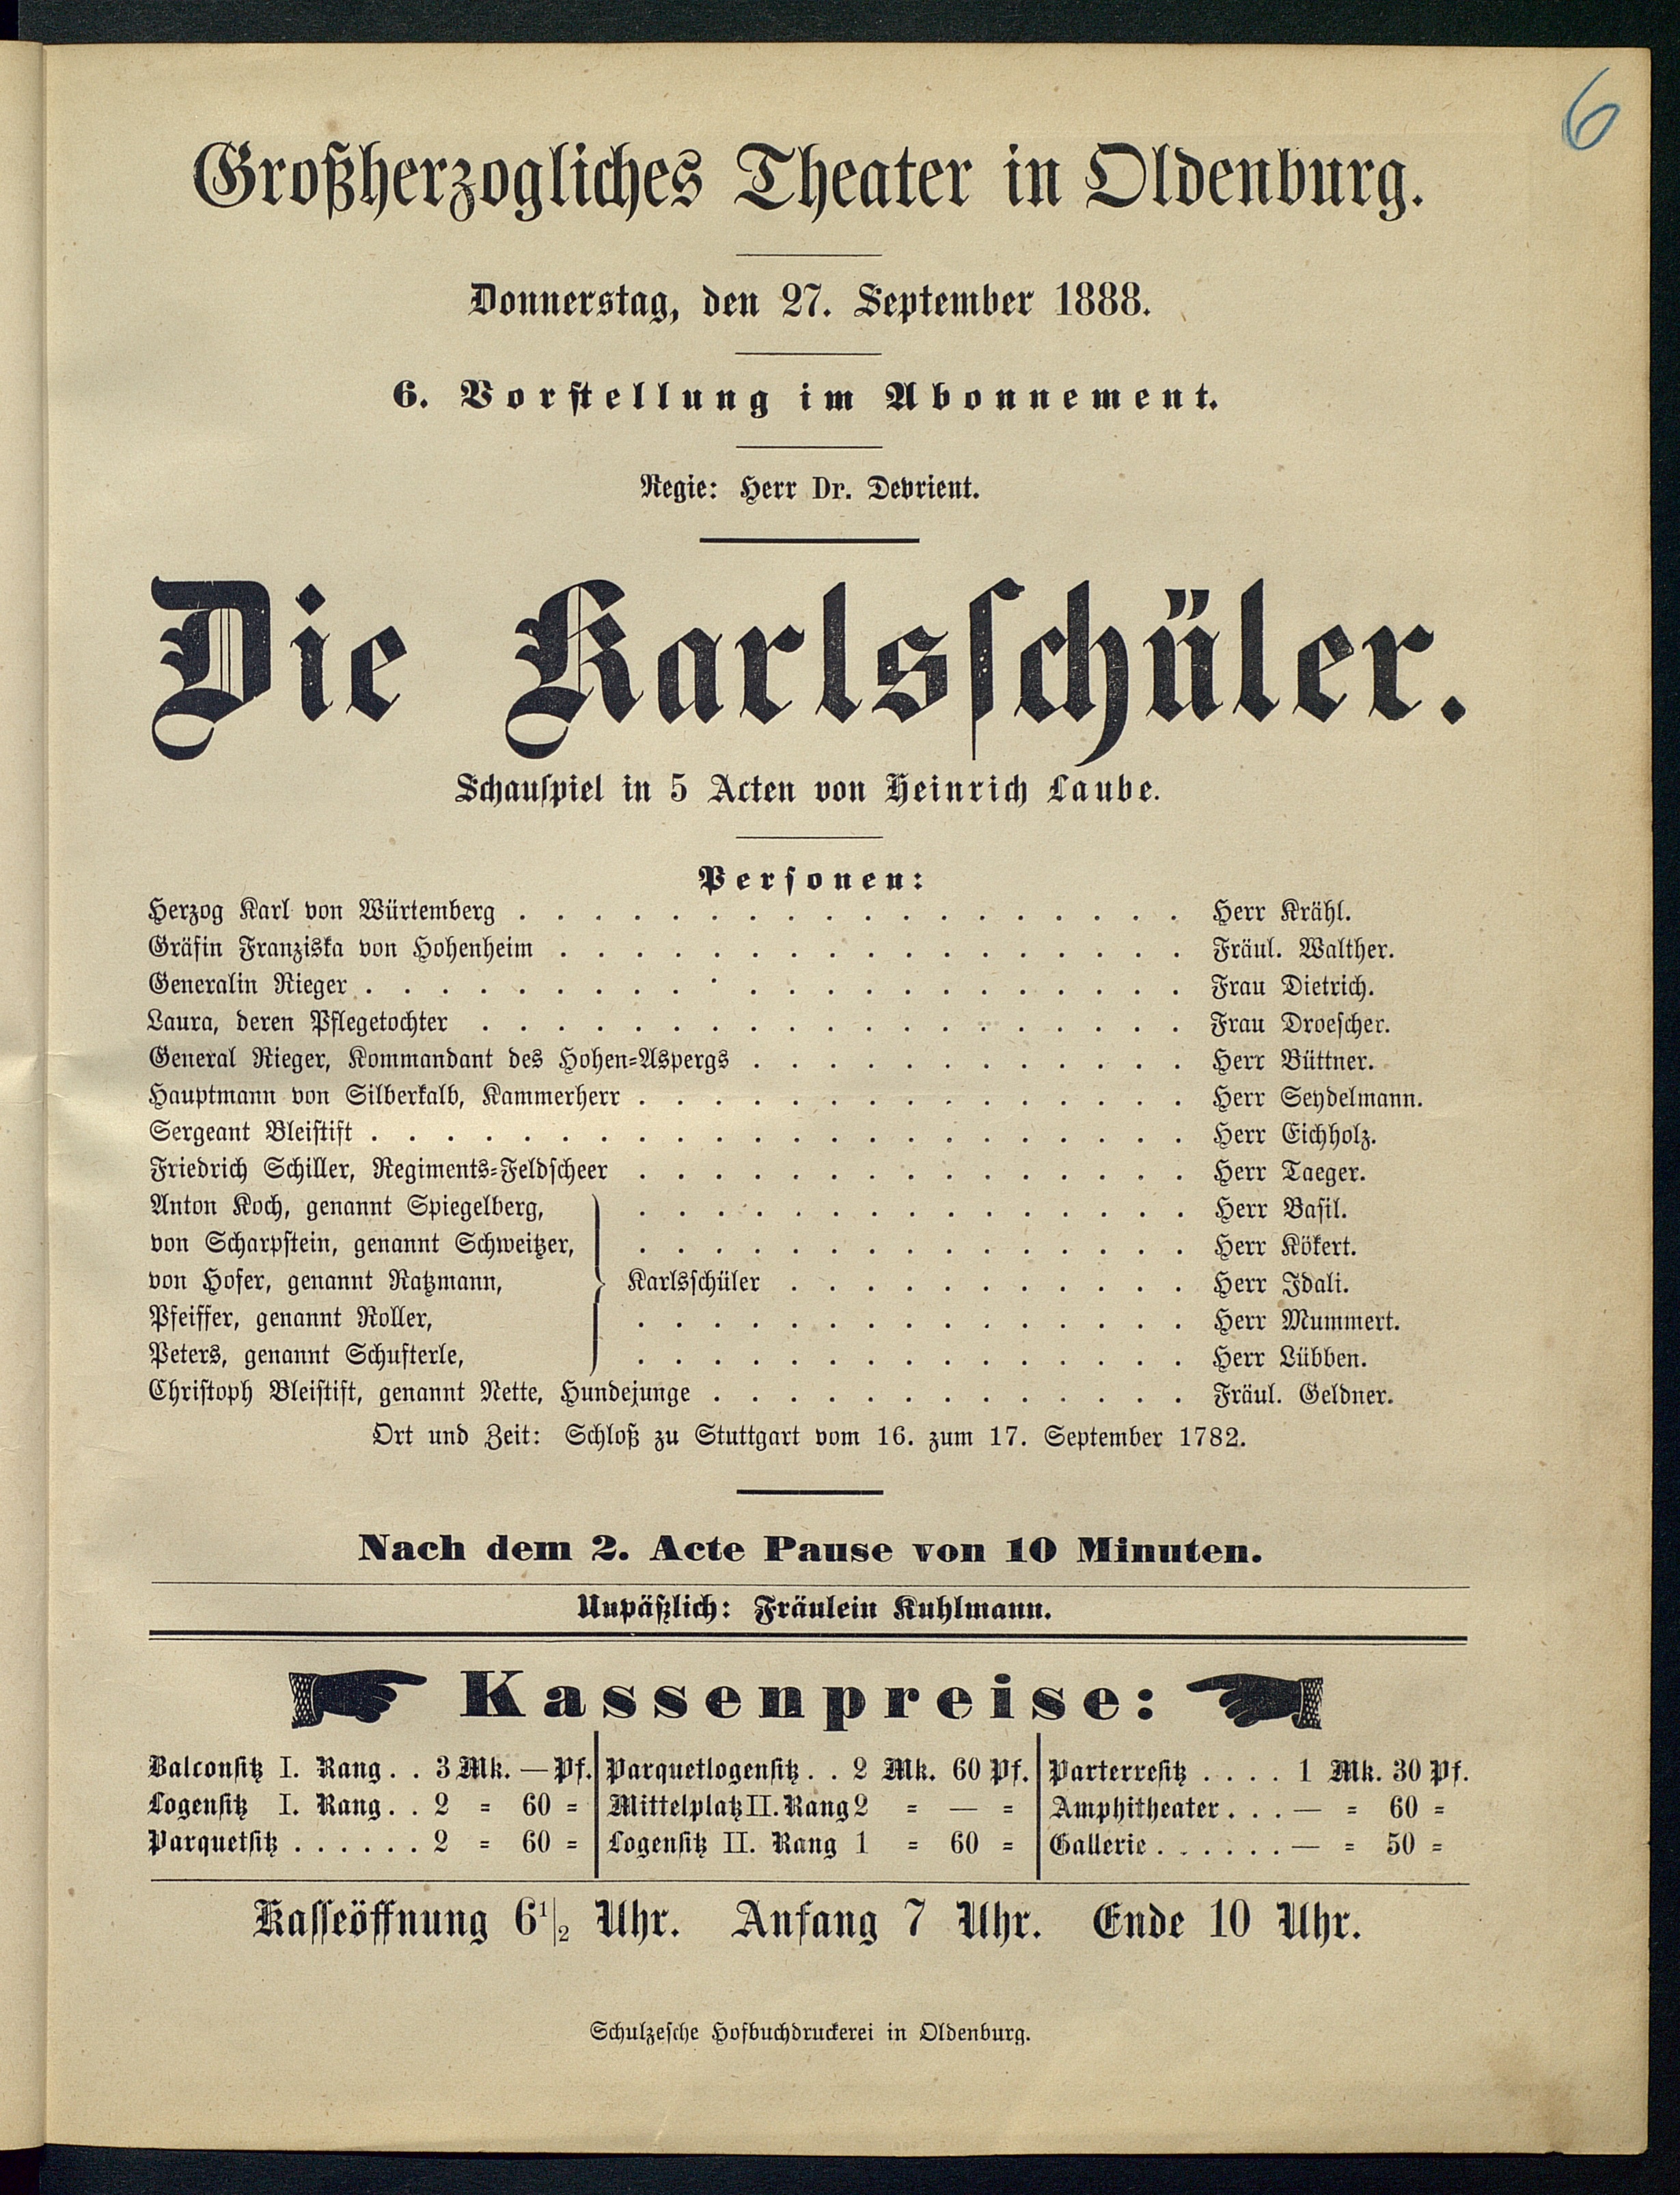 6
Großherzogliches Theater in Oldenburg.
Donnerstag, den 27. September 1888.
6. Vorstellung im Abonnement.
Regie: Herr Dr. Devrient.
Die Karlsschüler.
Schauspiel in 5 Acten von Heinrich Laube.
Personen:
Herzog Karl von Würtemberg . . . . . . . . . . . . . . . . . . Herr Krähl.
Gräfin Franziska von Hohenheim . . . . . . . . . . . . . . . . . Fräul. Walther.
Generalin Rieger . . . . . . . . . . . . . . . . . . . . . . Frau Dietrich.
Laura, deren Pflegetochter . . . . . . . . . . . . . . . . . . . Frau Droescher.
General Rieger, Kommandant des Hohen-Aspergs . . . . . . . . . . . . Herr Büttner.
Hauptmann von Silberkalb, Kammerherr . . . . . . . . . . . . . . . Herr Seydelmann.
Sergeant Bleistift . . . . . . . . . . . . . . . . . . . . . . Herr Eichholz.
Friedrich Schiller, Regiments-Feldscheer . . . . . . . . . . . . . . . Herr Taeger.
Anton Koch, genannt Spiegelberg, . . . . . . . . . . . . . . . Herr Basil.
von Scharpstein, genannt Schweitzer, . . . . . . . . . . . . . . . Herr Kökert.
von Hofer, genannt Ratzmann, } Karlsschüler . . . . . . . . . . . Herr Idali.
Pfeiffer, genannt Roller, . . . . . . . . . . . . . . . Herr Mummert.
Peters, genannt Schufterle, . . . . . . . . . . . . . . . Herr Lübben.
Christoph Bleistift, genannt Nette, Hundejunge . . . . . . . . . . . . . Fräul. Geldner.
Ort und Zeit: Schloß zu Stuttgart vom 16. zum 17. September 1782.
Nach dem 2. Acte Pause von 10 Minuten.
Unpäßlich: Fräulein Kuhlmann.
Kassenpreise:
Balconsitz I. Rang . . 3 Mk. — Pf. Parquetlogensitz . . 2 Mk. 60 Pf. Parterresitz . . . . 1 Mk. 30 Pf.
Logensitz I. Rang . . 2 = 60 = Mittelplatz II. Rang 2 = — = Amphitheater . . . — = 60 =
Parquetsitz . . . . . . 2 = 60 = Logensitz II. Rang 1 = 60 = Gallerie . . . . . . — = 50 =
Kasseöffnung 6 1/2 Uhr. Anfang 7 Uhr. Ende 10 Uhr.
Schulzesche Hofbuchdruckerei in Oldenburg.